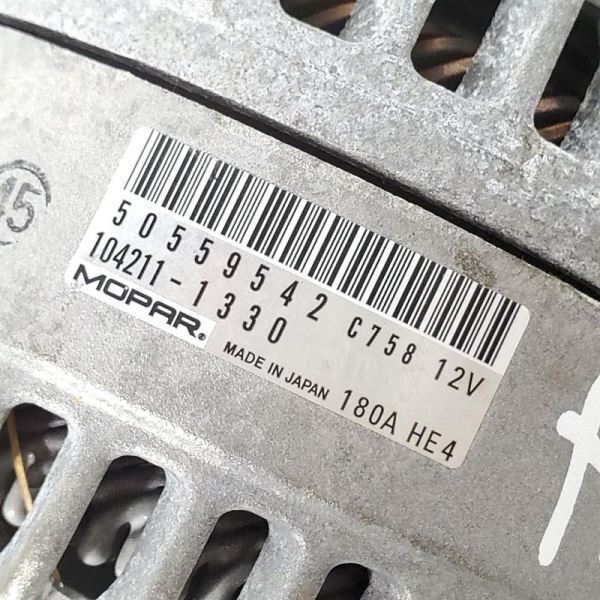 15
50559542 C758 12V
104211-1330
MOPAR®
MADE IN JAPAN 180A HE4